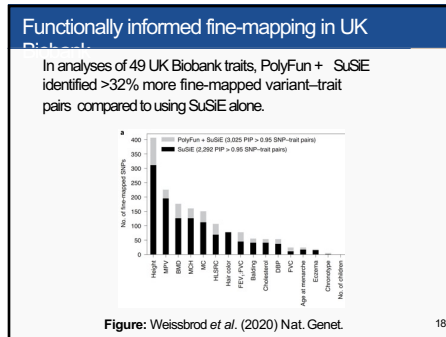 Functionally informed fine-mapping in UK
Biobank
In analyses of 49 UK Biobank traits, PolyFun + SuSiE
identified >32% more fine-mapped variant–trait
pairs compared to using SuSiE alone.
a
PolyFun + SuSiE (3,025 PIP > 0.95 SNP–trait pairs)
SuSiE (2,292 PIP > 0.95 SNP–trait pairs)
No. of fine-mapped SNPs
400
350
300
250
200
150
100
50
0
Height
MPV
BMD
MCH
MC
HLSRC
Hair color
FEV1:FVC
Balding
Cholesterol
DBP
FVC
Age at menarche
Eczema
Chronotype
No. of children
Figure: Weissbrod et al. (2020) Nat. Genet.
18